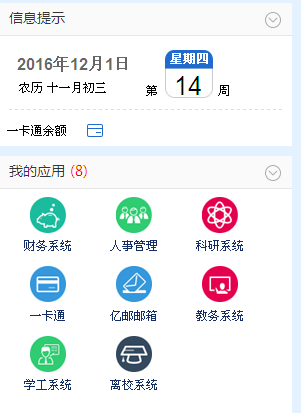 信息提示
2016年12月1日
农历 十一月初三
星期四
第 14 周
一卡通余额
我的应用 (8)
财务系统 人事管理 科研系统
一卡通 亿邮邮箱 教务系统
学工系统 离校系统